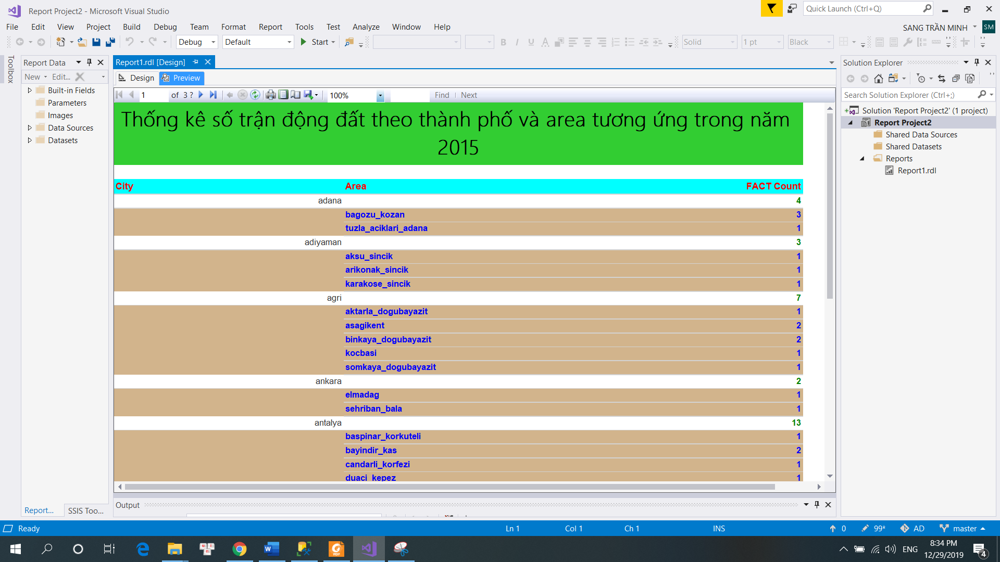 Report Project2 - Microsoft Visual Studio
Quick Launch (Ctrl+Q)
File Edit View Project Build Debug Team Format Report Tools Test Analyze Window Help
SANG TRẦN MINH SM
Debug Default Start Solid 1 pt Black
Toolbox
Report Data
New Edit...
Built-in Fields
Parameters
Images
Data Sources
Datasets
Report1.rdl [Design]
Design Preview
1 of 3 ? 100% Find Next
Thống kê số trận động đất theo thành phố và area tương ứng trong năm
2015
City Area FACT Count
adana 4
bagozu_kozan 3
tuzla_aciklari_adana 1
adiyaman 3
aksu_sincik 1
arikonak_sincik 1
karakose_sincik 1
agri 7
aktarla_dogubayazit 1
asagikent 2
binkaya_dogubayazit 2
kocbasi 1
somkaya_dogubayazit 1
ankara 2
elmadag 1
sehriban_bala 1
antalya 13
baspinar_korkuteli 1
bayindir_kas 2
candarli_korfezi 1
duaci_kepez 1
Solution Explorer
Search Solution Explorer (Ctrl+;)
Solution 'Report Project2' (1 project)
Report Project2
Shared Data Sources
Shared Datasets
Reports
Report1.rdl
Report... SSIS Too...
Output
Ready Ln 1 Col 1 Ch 1 INS 0 99* AD master
ENG
8:34 PM
12/29/2019
4